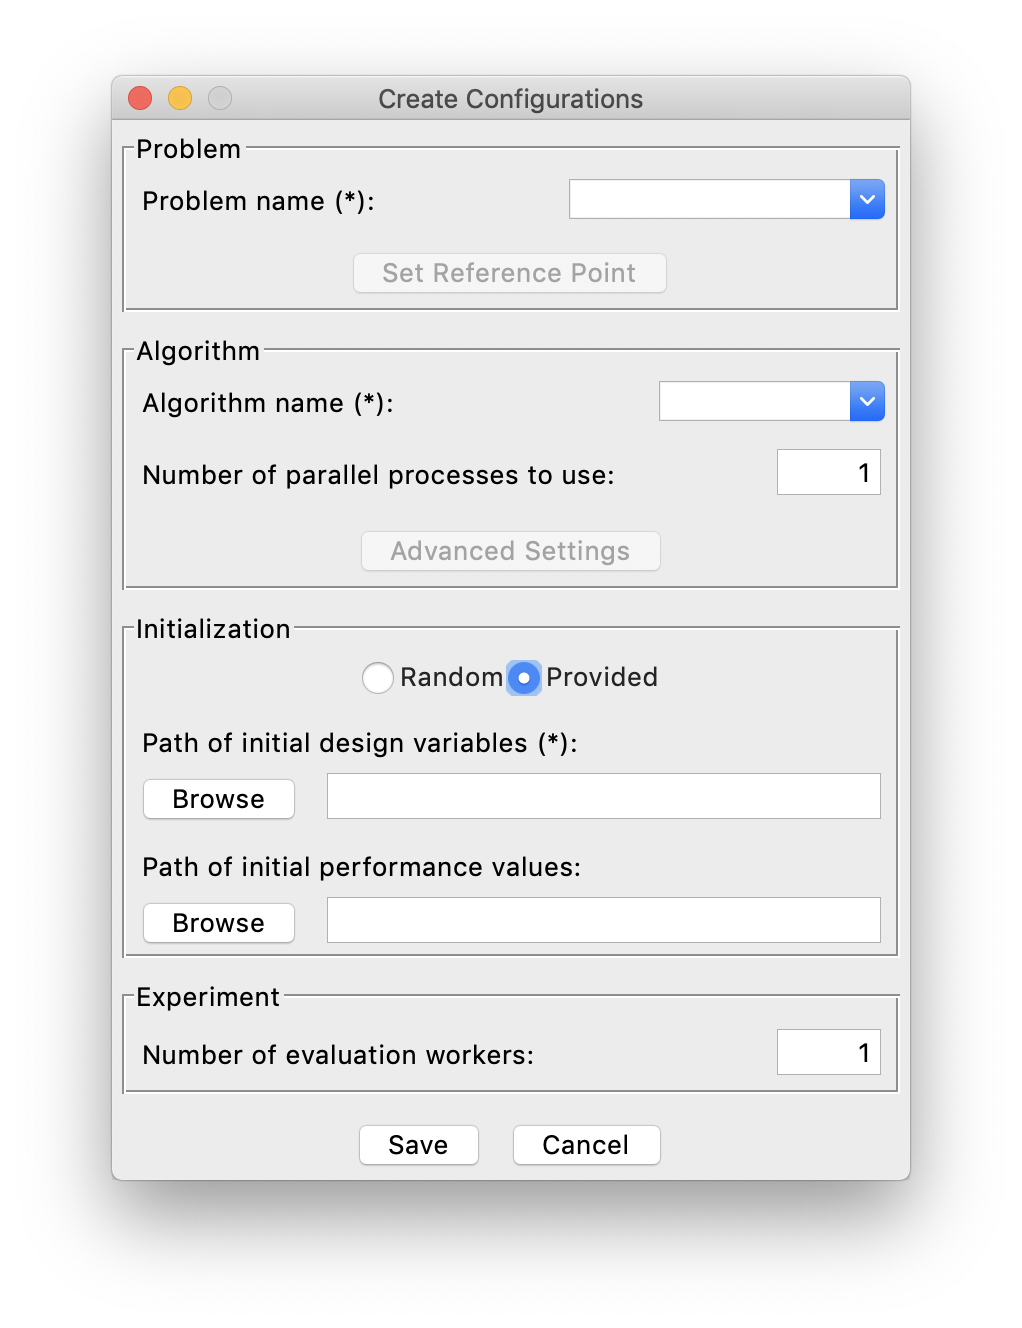 Create Configurations
Problem
Problem name (*):
Set Reference Point
Algorithm
Algorithm name (*):
Number of parallel processes to use: 1
Advanced Settings
Initialization
Random Provided
Path of initial design variables (*):
Browse
Path of initial performance values:
Browse
Experiment
Number of evaluation workers: 1
Save Cancel